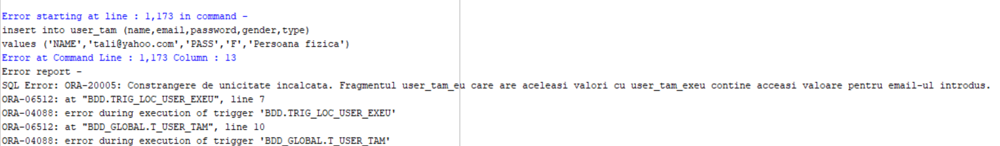 Error starting at line : 1,173 in command -
insert into user_tam (name,email,password,gender,type)
values ('NAME','tali@yahoo.com','PASS','F','Persoana fizica')
Error at Command Line : 1,173 Column : 13
Error report -
SQL Error: ORA-20005: Constrangere de unicitate incalcata. Fragmentul user_tam_eu care are aceleasi valori cu user_tam_exeu contine acceasi valoare pentru email-ul introdus.
ORA-06512: at "BDD.TRIG_LOC_USER_EXEU", line 7
ORA-04088: error during execution of trigger 'BDD.TRIG_LOC_USER_EXEU'
ORA-06512: at "BDD_GLOBAL.T_USER_TAM", line 10
ORA-04088: error during execution of trigger 'BDD_GLOBAL.T_USER_TAM'